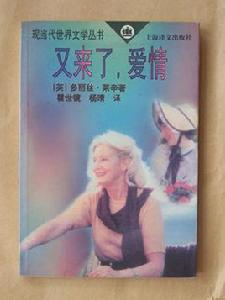 现当代世界文学丛书
上海译文出版社
又来了，爱情
[英] 多丽丝·莱辛著
瞿世镜 杨晴 译